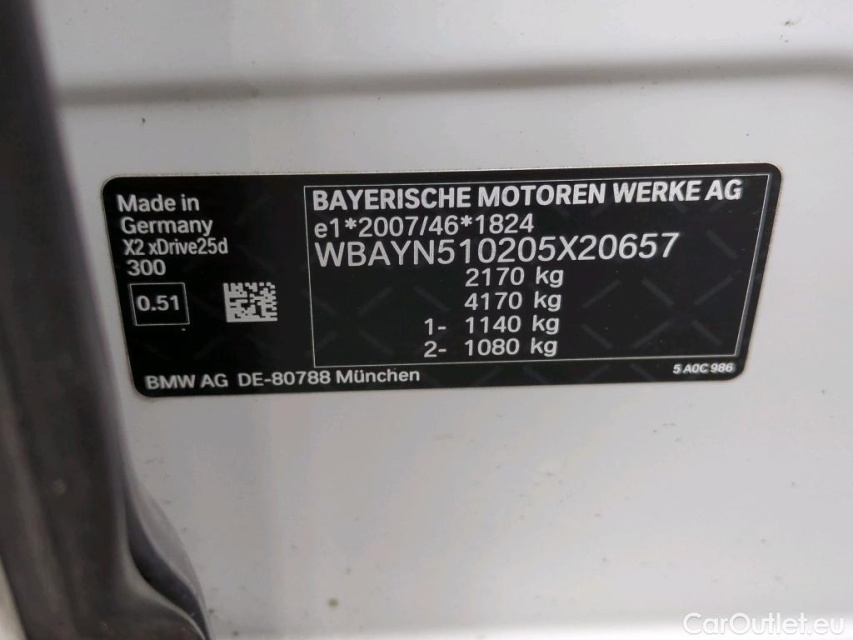 Made in
Germany
X2 xDrive25d
300
0.51
BAYERISCHE MOTOREN WERKE AG
e1*2007/46*1824
WBAYN510205X20657
2170 kg
4170 kg
1- 1140 kg
2- 1080 kg
BMW AG DE-80788 München
5 A0C 986
CarOutlet.eu